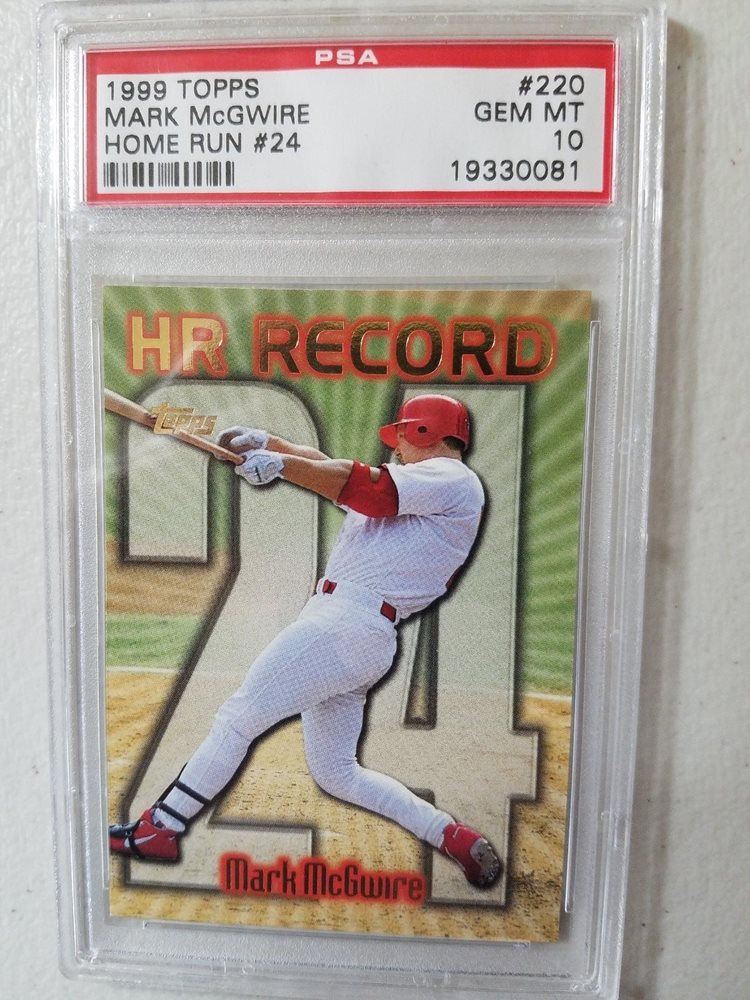 PSA
1999 TOPPS #220
MARK McGWIRE GEM MT
HOME RUN #24 10
19330081
HR RECORD
Topps
24
Mark McGwire